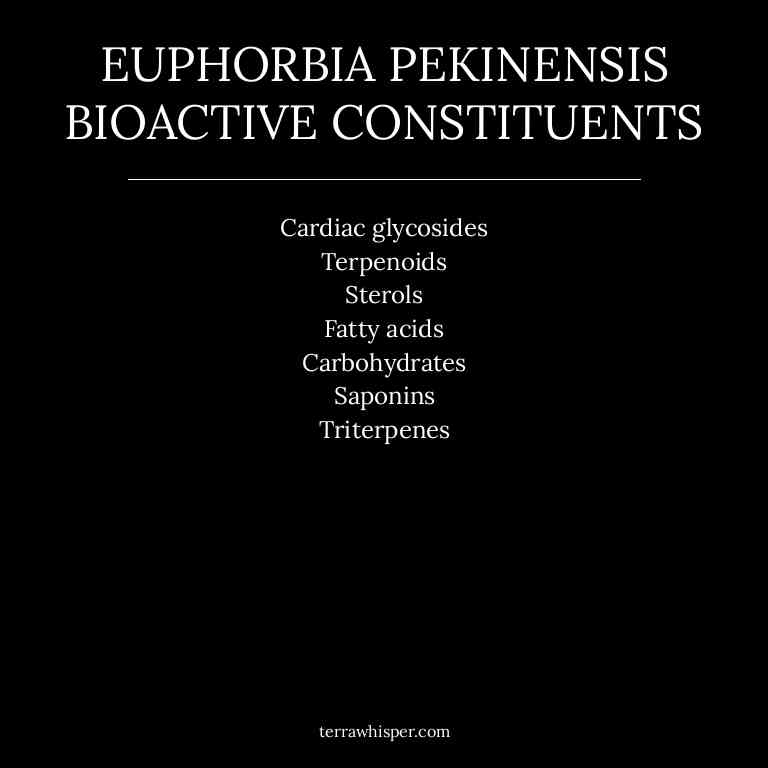 EUPHORBIA PEKINENSIS
BIOACTIVE CONSTITUENTS
Cardiac glycosides
Terpenoids
Sterols
Fatty acids
Carbohydrates
Saponins
Triterpenes
terrawhisper.com